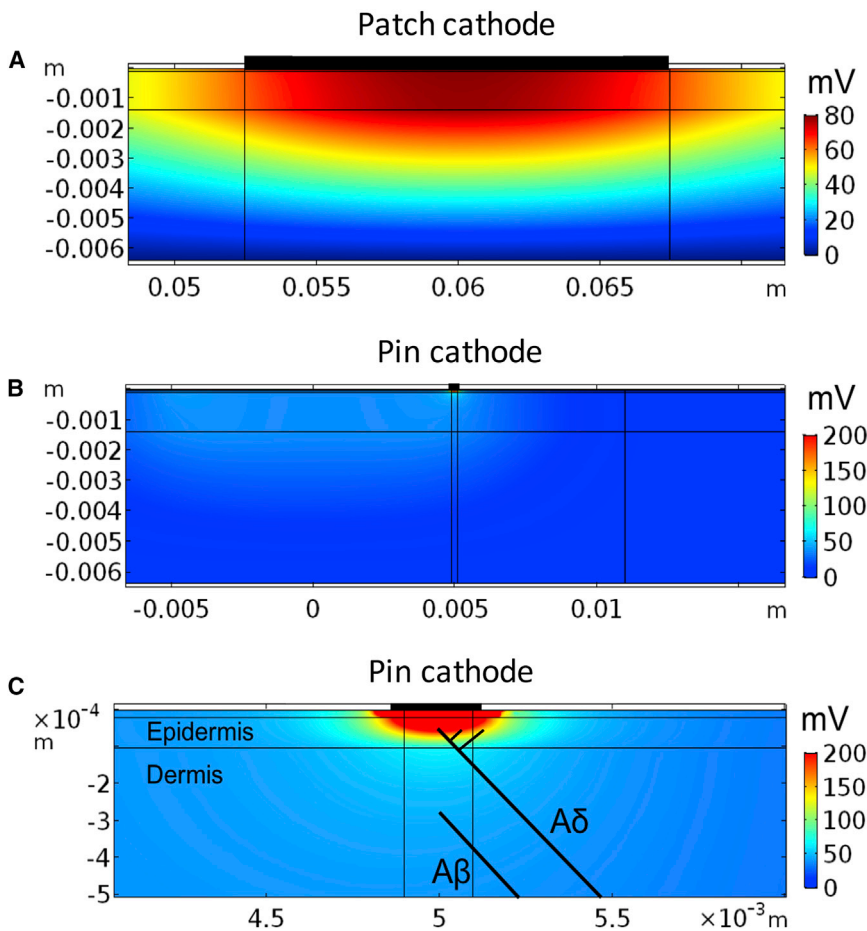 Patch cathode
A
m
mV
-0.001
-0.002
-0.003
-0.004
-0.005
-0.006
80
60
40
20
0
0.05 0.055 0.06 0.065 m
Pin cathode
B
m
mV
-0.001
-0.002
-0.003
-0.004
-0.005
-0.006
200
150
100
50
0
-0.005 0 0.005 0.01 m
Pin cathode
C
×10⁻⁴
m
mV
Epidermis
Dermis
-2
-3
-4
-5
Aδ
Aβ
200
150
100
50
0
4.5 5 5.5 ×10⁻³ m